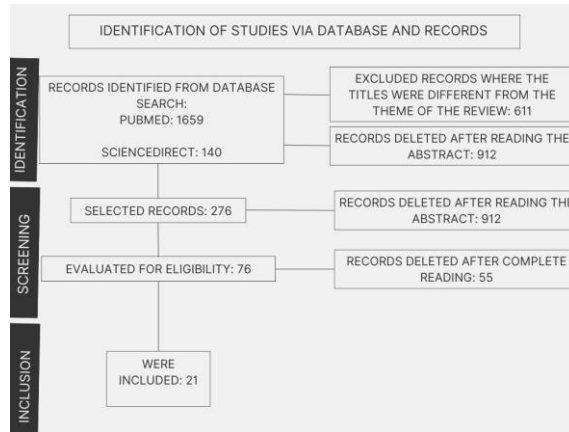 IDENTIFICATION OF STUDIES VIA DATABASE AND RECORDS
IDENTIFICATION
RECORDS IDENTIFIED FROM DATABASE
SEARCH:
PUBMED: 1659
SCIENCEDIRECT: 140
EXCLUDED RECORDS WHERE THE
TITLES WERE DIFFERENT FROM THE
THEME OF THE REVIEW: 611
RECORDS DELETED AFTER READING THE
ABSTRACT: 912
SCREENING
SELECTED RECORDS: 276
RECORDS DELETED AFTER READING THE
ABSTRACT: 912
EVALUATED FOR ELIGIBILITY: 76
RECORDS DELETED AFTER COMPLETE
READING: 55
INCLUSION
WERE
INCLUDED: 21